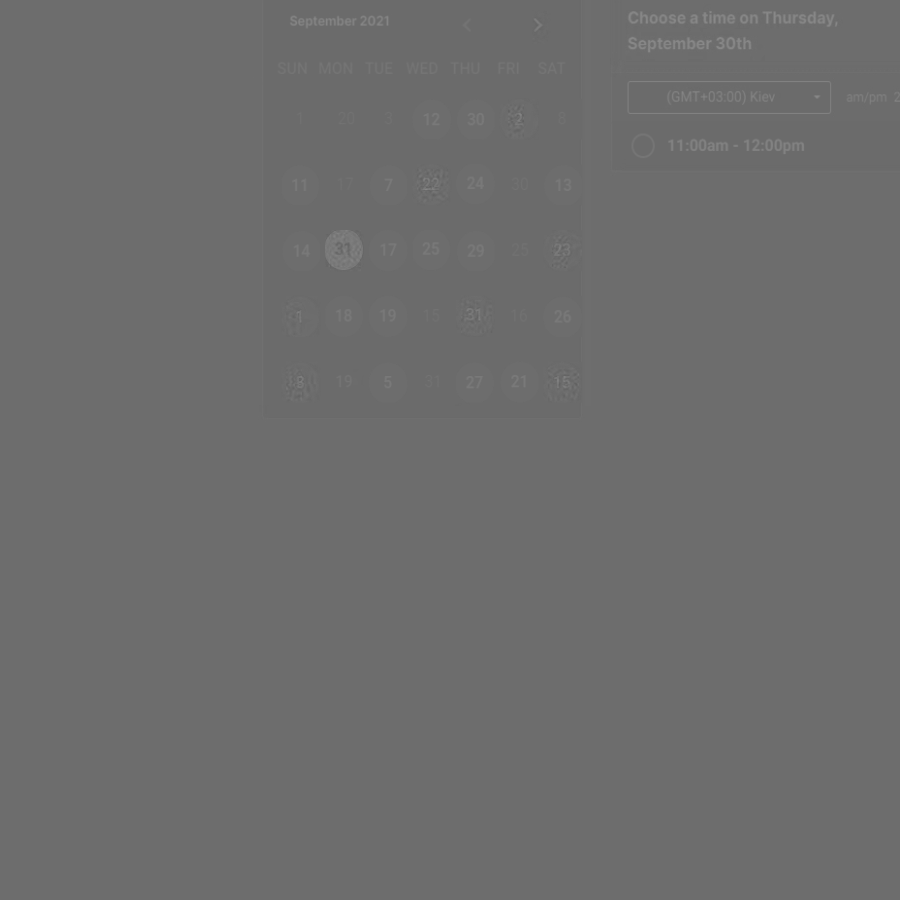 September 2021
SUN MON TUE WED THU FRI SAT
1 20 3 12 30 2 8
11 17 7 22 24 30 13
14 31 17 25 29 25 23
1 18 19 15 31 16 26
8 19 5 31 27 21 15
Choose a time on Thursday,
September 30th
(GMT+03:00) Kiev am/pm 2
11:00am - 12:00pm